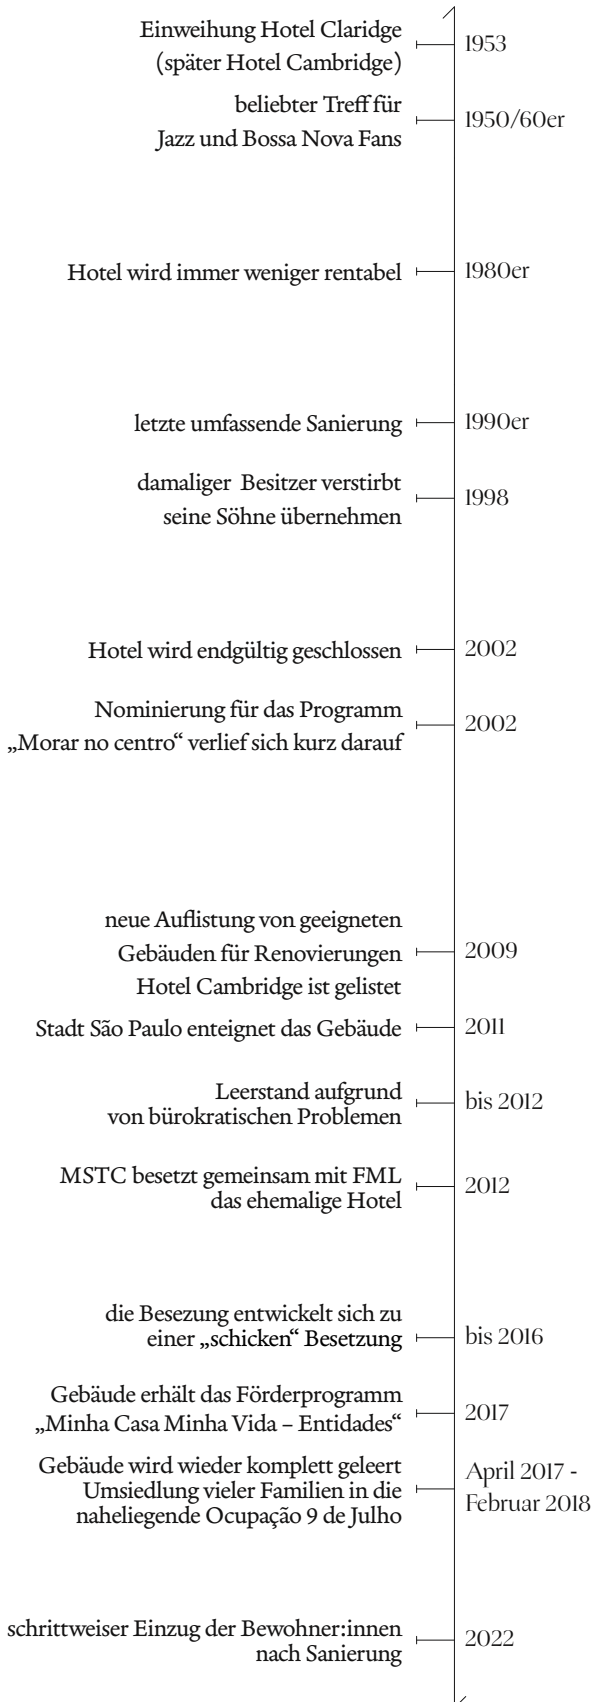 Einweihung Hotel Claridge
(später Hotel Cambridge)
1953
beliebter Treff für
Jazz und Bossa Nova Fans
1950/60er
Hotel wird immer weniger rentabel
1980er
letzte umfassende Sanierung
1990er
damaliger Besitzer verstirbt
seine Söhne übernehmen
1998
Hotel wird endgültig geschlossen
2002
Nominierung für das Programm
„Morar no centro“ verlief sich kurz darauf
2002
neue Auflistung von geeigneten
Gebäuden für Renovierungen
Hotel Cambridge ist gelistet
2009
Stadt São Paulo enteignet das Gebäude
2011
Leerstand aufgrund
von bürokratischen Problemen
bis 2012
MSTC besetzt gemeinsam mit FML
das ehemalige Hotel
2012
die Besezung entwickelt sich zu
einer „schicken“ Besetzung
bis 2016
Gebäude erhält das Förderprogramm
„Minha Casa Minha Vida – Entidades“
2017
Gebäude wird wieder komplett geleert
Umsiedlung vieler Familien in die
naheliegende Ocupação 9 de Julho
April 2017 -
Februar 2018
schrittweiser Einzug der Bewohner:innen
nach Sanierung
2022